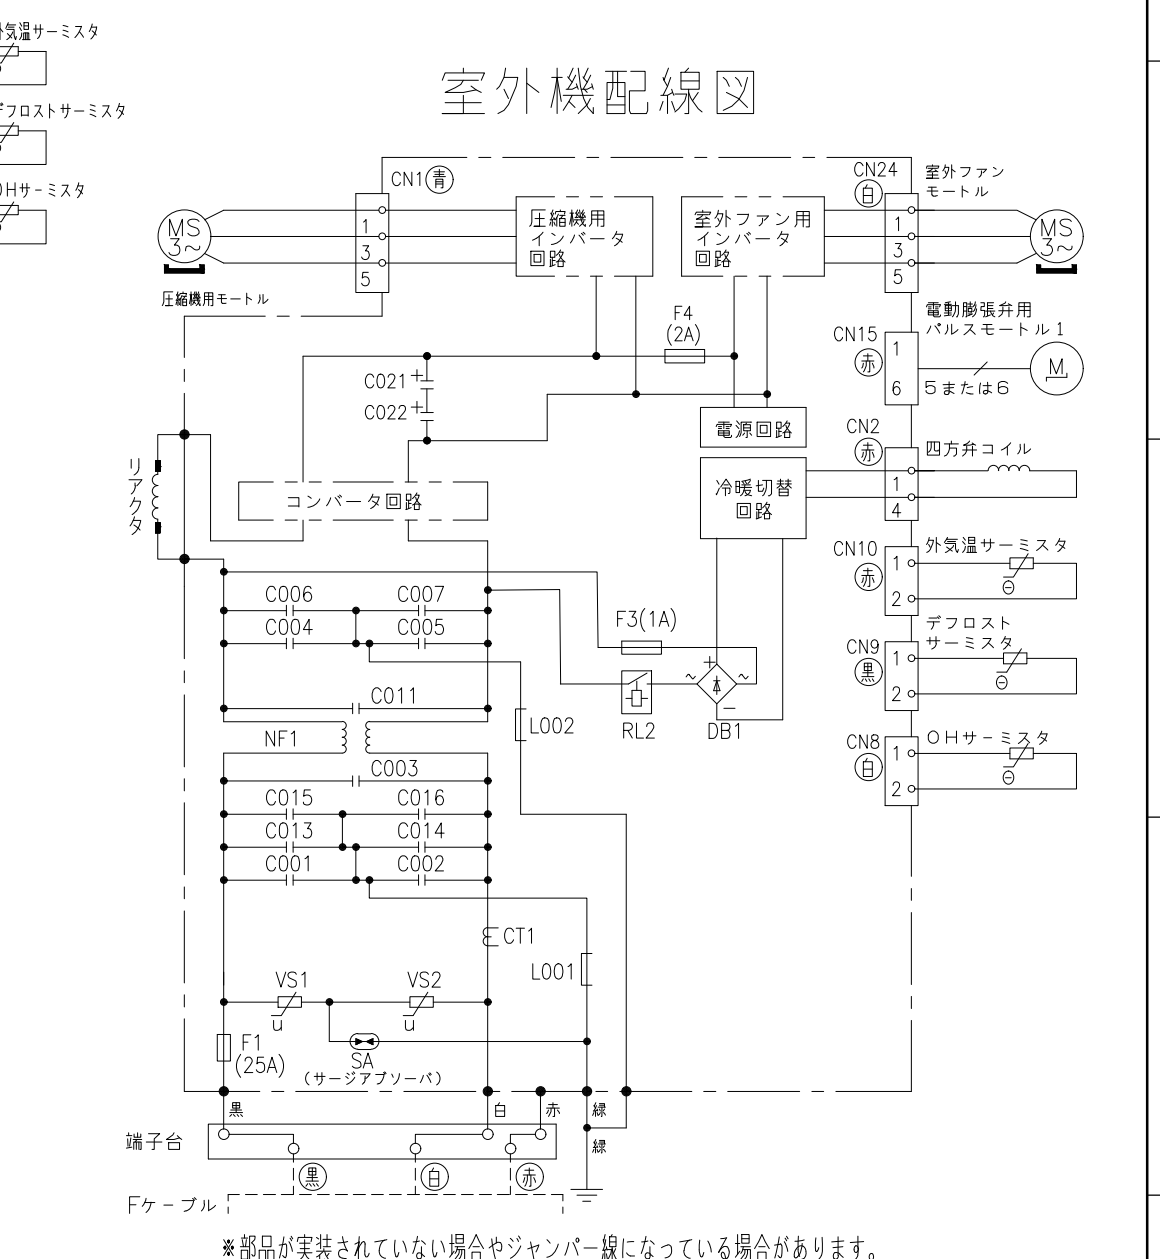 外気温サーミスタ
デフロストサーミスタ
OHサーミスタ
室外機配線図
CN1 青
CN24
白
室外ファン
モートル
MS
3～
1
3
5
圧縮機用
インバータ
回路
室外ファン用
インバータ
回路
1
3
5
MS
3～
圧縮機用モートル
F4
(2A)
電動膨張弁用
パルスモートル1
CN15
赤
1
6
M
5または6
C021 +
C022 +
電源回路
CN2
赤
1
4
四方弁コイル
リアクタ
コンバータ回路
冷暖切替
回路
CN10
赤
1
2
外気温サーミスタ
θ
C006
C007
C004
C005
F3(1A)
デフロスト
サーミスタ
CN9
黒
1
2
θ
C011
L002
RL2
+
～
～
−
DB1
NF1
CN8
白
1
2
OHサーミスタ
θ
C003
C015
C016
C013
C014
C001
C002
CT1
L001
VS1
VS2
u
u
F1
(25A)
SA
(サージアブソーバ)
黒
白
赤
緑
緑
端子台
黒
白
赤
Fケーブル
※部品が実装されていない場合やジャンパー線になっている場合があります。